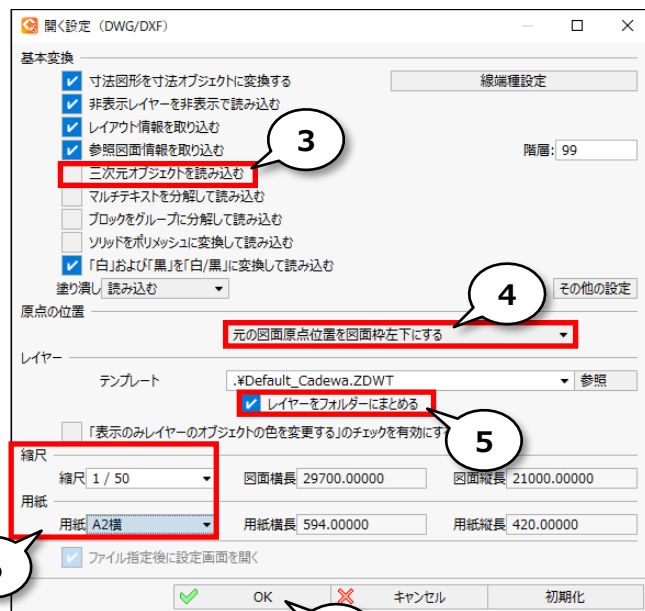 開く設定（DWG/DXF）
基本変換
寸法図形を寸法オブジェクトに変換する
線端種設定
非表示レイヤーを非表示で読み込む
レイアウト情報を取り込む
3
参照図面情報を取り込む
階層: 99
三次元オブジェクトを読み込む
マルチテキストを分解して読み込む
ブロックをグループに分解して読み込む
ソリッドをポリメッシュに変換して読み込む
「白」および「黒」を「白/黒」に変換して読み込む
塗り潰し 読み込む
4
その他の設定
原点の位置
元の図面原点位置を図面枠左下にする
レイヤー
テンプレート
.¥Default_Cadewa.ZDWT
参照
レイヤーをフォルダーにまとめる
「表示のみレイヤーのオブジェクトの色を変更する」のチェックを有効にす
5
縮尺
縮尺 1 / 50
図面横長 29700.00000
図面縦長 21000.00000
用紙
用紙 A2横
用紙横長 594.00000
用紙縦長 420.00000
ファイル指定後に設定画面を開く
OK
キャンセル
初期化